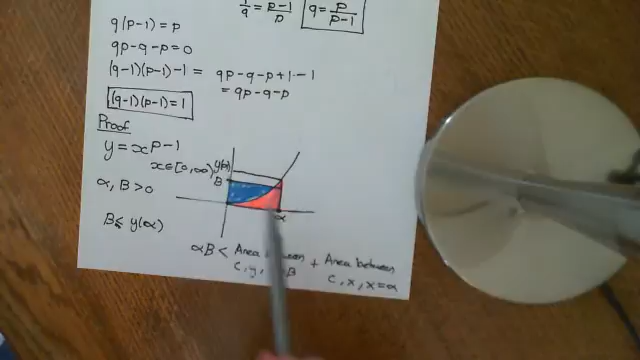 1/q = p-1/p   q = p/p-1
q(p-1) = p
qp-q-p=0
(q-1)(p-1)-1 = qp-q-p+1-1
= qp-q-p
(q-1)(p-1)=1
Proof
y = x^p-1
x∈[0,∞)
y(α)
B
α, B>0
α
B≤ y(α)
αB < Area between + Area between
C, y, B
C, x, x=α